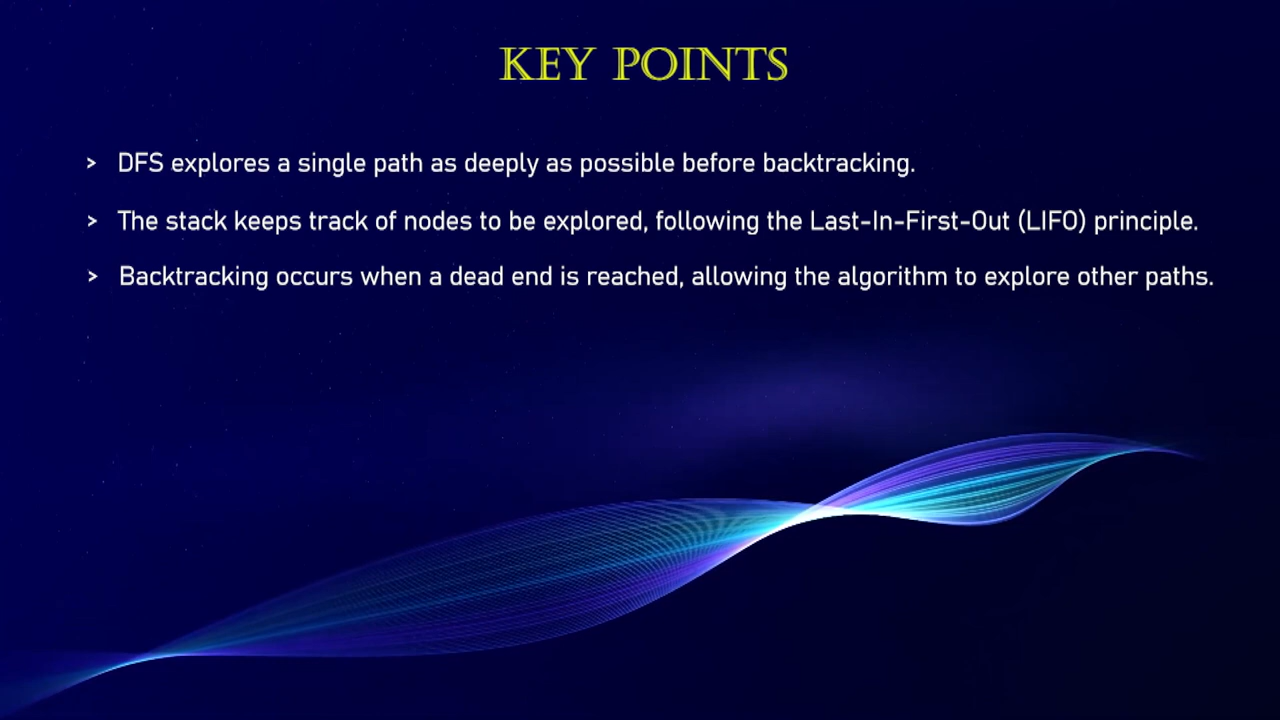 KEY POINTS
> DFS explores a single path as deeply as possible before backtracking.
> The stack keeps track of nodes to be explored, following the Last-In-First-Out (LIFO) principle.
> Backtracking occurs when a dead end is reached, allowing the algorithm to explore other paths.